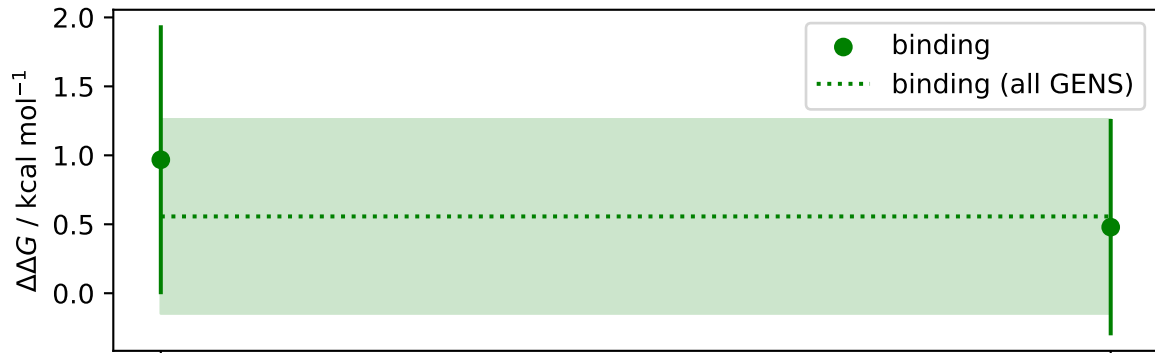 2.0
1.5
1.0
0.5
0.0
ΔΔG / kcal mol⁻¹
binding
binding (all GENS)